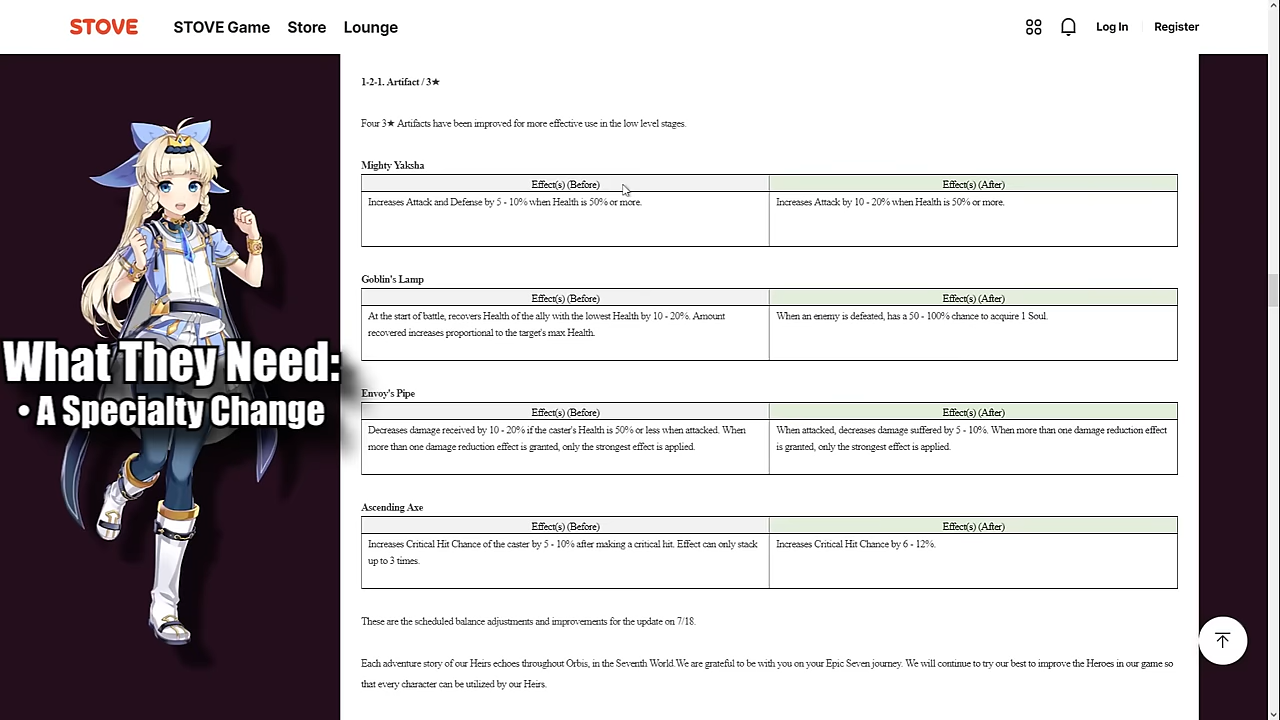 STOVE STOVE Game Store Lounge Log In Register
1-2-1. Artifact / 3★
Four 3★ Artifacts have been improved for more effective use in the low level stages.
Mighty Yaksha
Effect(s) (Before) Effect(s) (After)
Increases Attack and Defense by 5 - 10% when Health is 50% or more. Increases Attack by 10 - 20% when Health is 50% or more.
Goblin's Lamp
Effect(s) (Before) Effect(s) (After)
At the start of battle, recovers Health of the ally with the lowest Health by 10 - 20%. Amount When an enemy is defeated, has a 50 - 100% chance to acquire 1 Soul.
recovered increases proportional to the target's max Health.
What They Need:
• A Specialty Change
Envoy's Pipe
Effect(s) (Before) Effect(s) (After)
Decreases damage received by 10 - 20% if the caster's Health is 50% or less when attacked. When When attacked, decreases damage suffered by 5 - 10%. When more than one damage reduction effect
more than one damage reduction effect is granted, only the strongest effect is applied. is granted, only the strongest effect is applied.
Ascending Axe
Effect(s) (Before) Effect(s) (After)
Increases Critical Hit Chance of the caster by 5 - 10% after making a critical hit. Effect can only stack Increases Critical Hit Chance by 6 - 12%.
up to 3 times.
These are the scheduled balance adjustments and improvements for the update on 7/18.
Each adventure story of our Heirs echoes throughout Orbis, in the Seventh World.We are grateful to be with you on your Epic Seven journey. We will continue to try our best to improve the Heroes in our game so
that every character can be utilized by our Heirs.